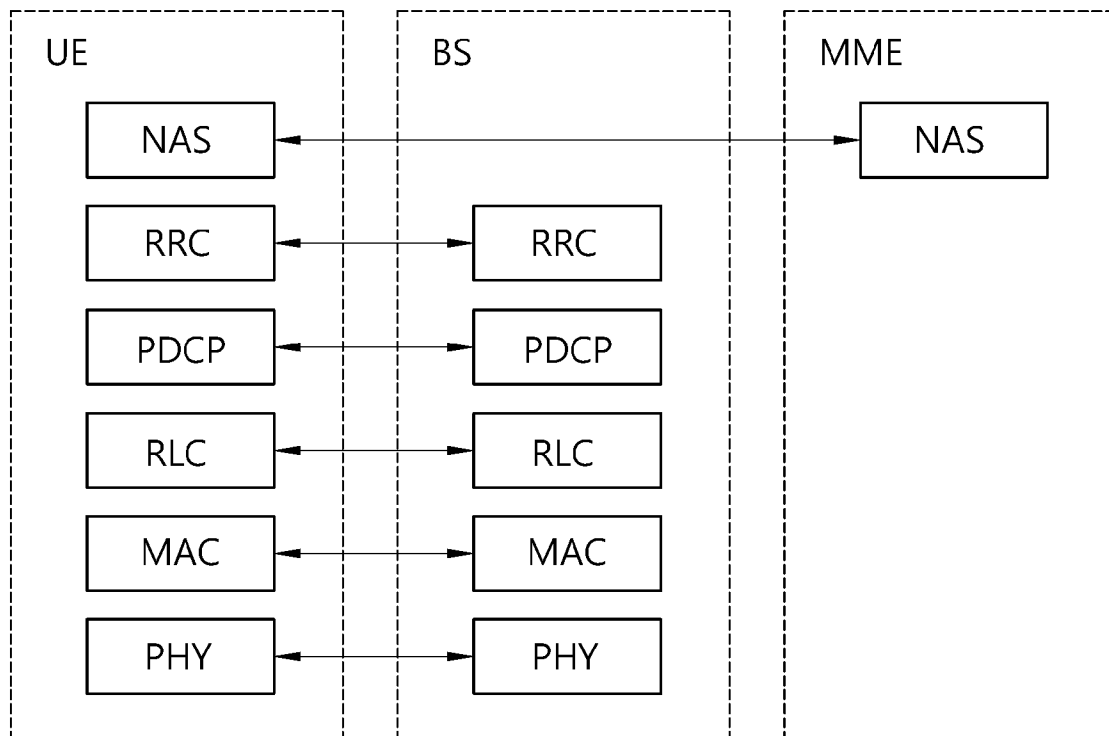 UE
BS
MME
NAS
NAS
RRC
RRC
PDCP
PDCP
RLC
RLC
MAC
MAC
PHY
PHY